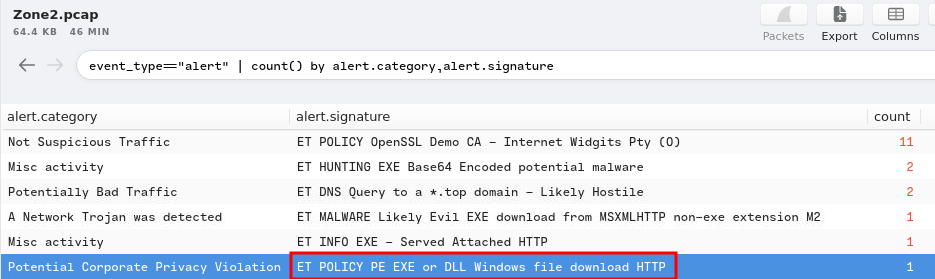 Zone2.pcap
64.4 KB 46 MIN
Packets Export Columns
event_type=="alert" | count() by alert.category,alert.signature
alert.category alert.signature count
Not Suspicious Traffic ET POLICY OpenSSL Demo CA - Internet Widgits Pty (O) 11
Misc activity ET HUNTING EXE Base64 Encoded potential malware 2
Potentially Bad Traffic ET DNS Query to a *.top domain - Likely Hostile 2
A Network Trojan was detected ET MALWARE Likely Evil EXE download from MSXMLHTTP non-exe extension M2 1
Misc activity ET INFO EXE - Served Attached HTTP 1
Potential Corporate Privacy Violation ET POLICY PE EXE or DLL Windows file download HTTP 1